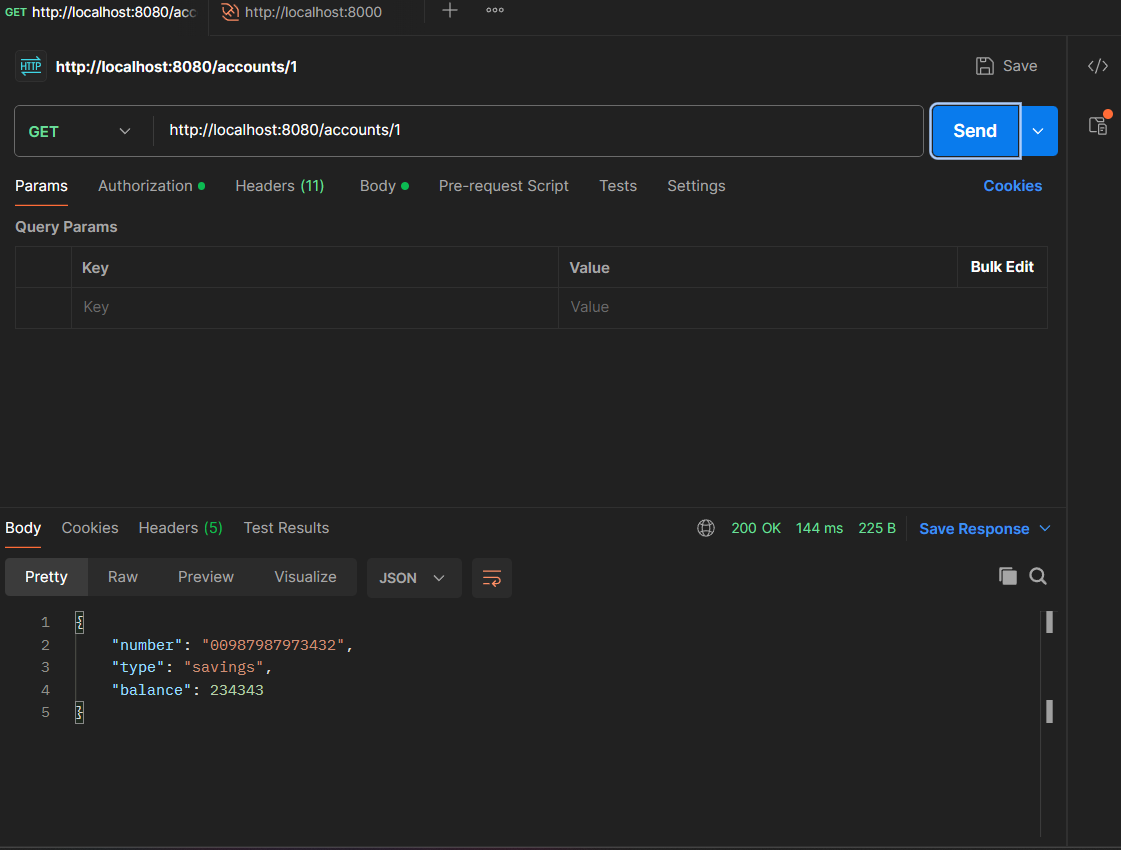 GET http://localhost:8080/acc
http://localhost:8000
HTTP http://localhost:8080/accounts/1
Save
GET http://localhost:8080/accounts/1 Send
Params Authorization Headers (11) Body Pre-request Script Tests Settings Cookies
Query Params
Key Value Bulk Edit
Key Value
Body Cookies Headers (5) Test Results 200 OK 144 ms 225 B Save Response
Pretty Raw Preview Visualize JSON
1 {
2 "number": "00987987973432",
3 "type": "savings",
4 "balance": 234343
5 }